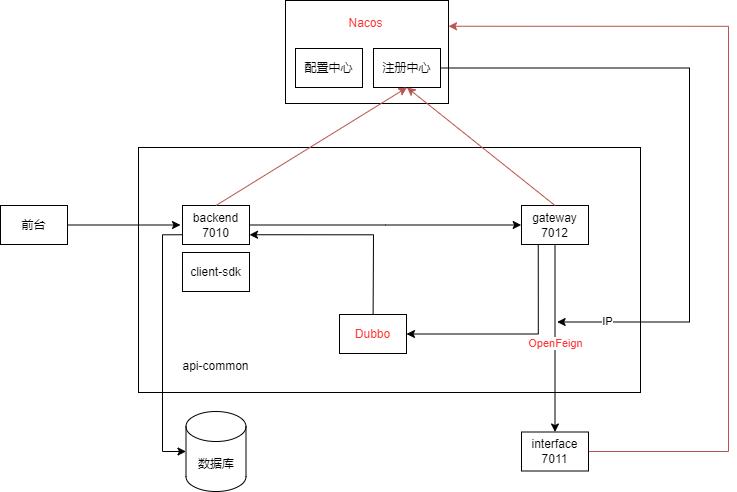 Nacos
配置中心
注册中心
前台
backend
7010
gateway
7012
client-sdk
Dubbo
IP
OpenFeign
api-common
数据库
interface
7011